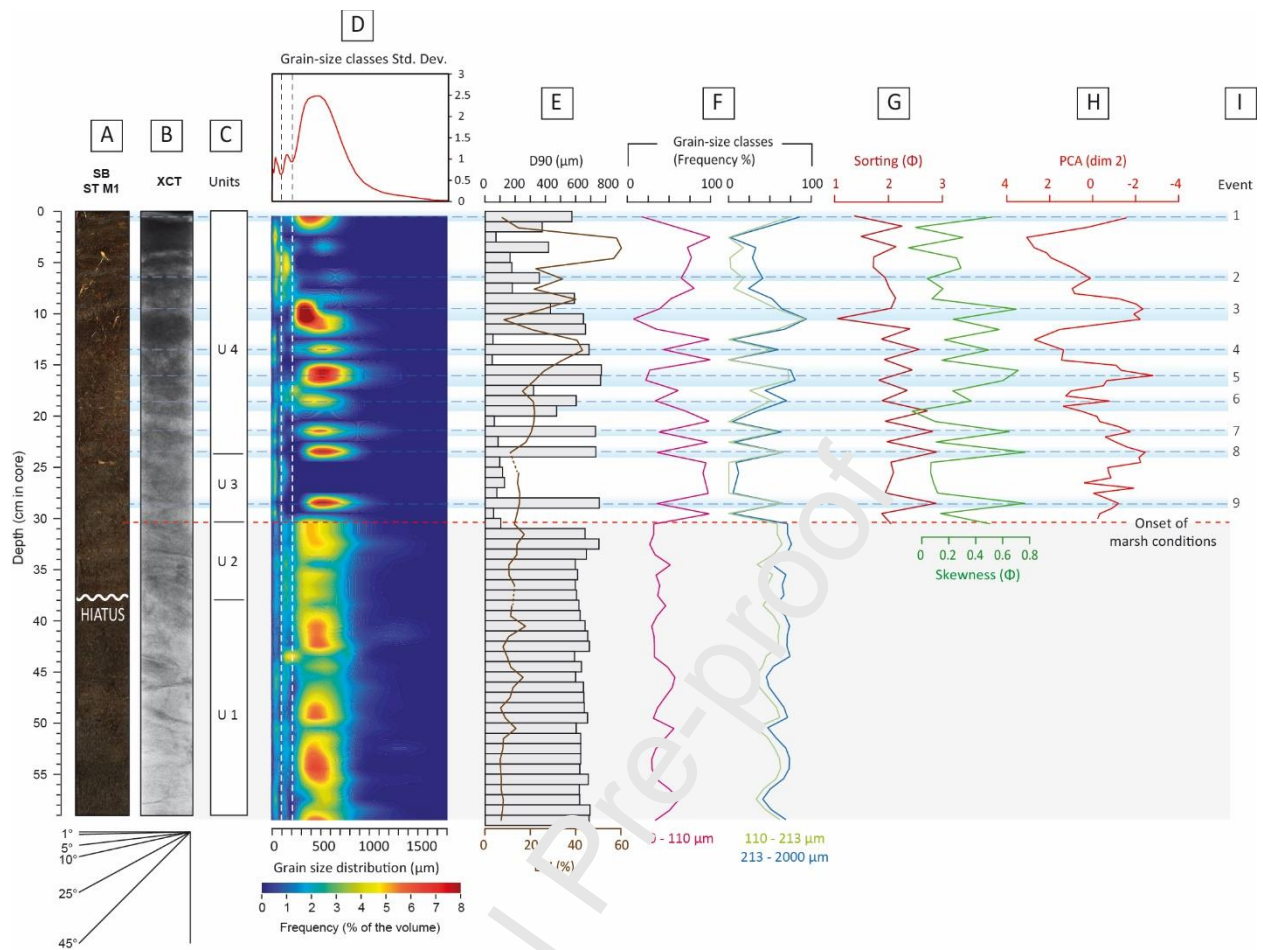 D
Grain-size classes Std. Dev.
3
2.5
2
1.5
1
0.5
0
A
B
C
E
F
G
H
I
SB
ST M1
XCT
Units
D90 (µm)
0 200 400 600 800
Grain-size classes
(Frequency %)
0 100 0 100
Sorting (Φ)
1 2 3 4
PCA (dim 2)
4 2 0 -2 -4
Event
Depth (cm in core)
0
5
10
15
20
25
30
35
40
45
50
55
HIATUS
U 4
U 3
U 2
U 1
1
2
3
4
5
6
7
8
9
Onset of
marsh conditions
0 0.2 0.4 0.6 0.8
Skewness (Φ)
1°
5°
10°
25°
45°
0 500 1000 1500
Grain size distribution (µm)
0 1 2 3 4 5 6 7 8
Frequency (% of the volume)
0 20 40 60
(%)
0 - 110 µm
110 - 213 µm
213 - 2000 µm
l Pre-proof